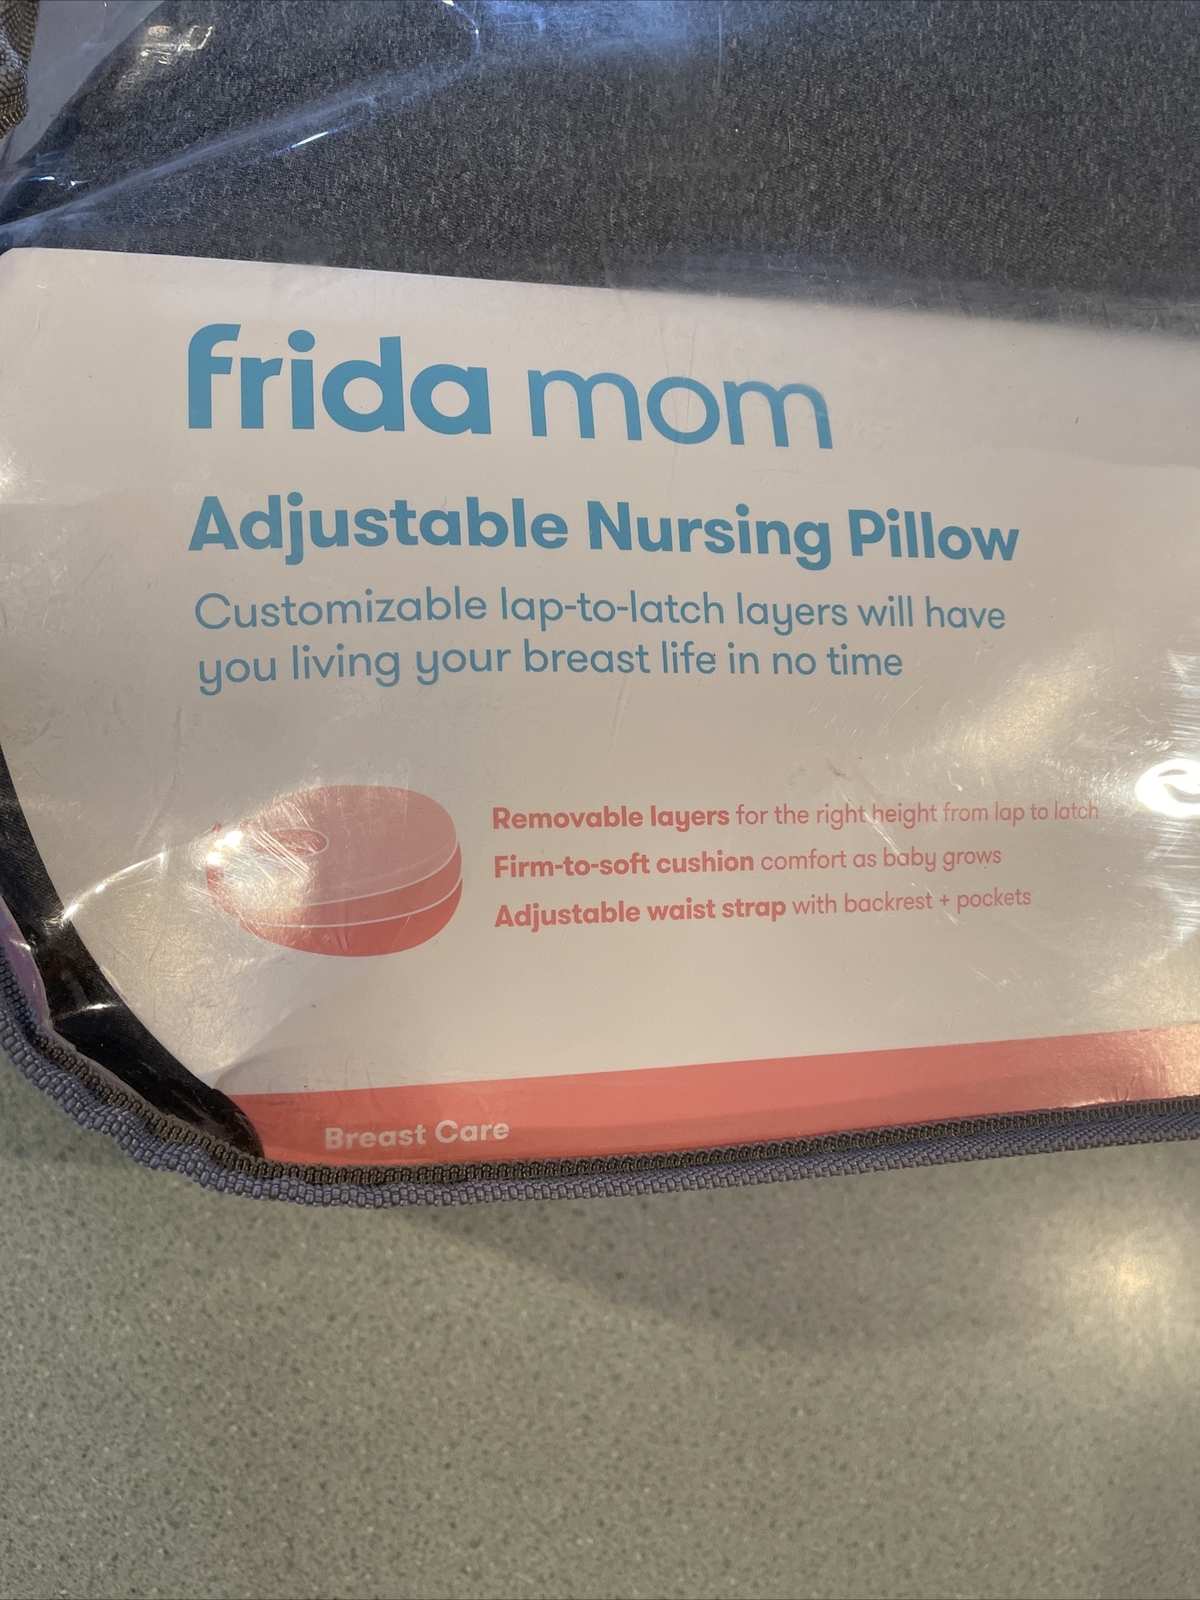 frida mom
Adjustable Nursing Pillow
Customizable lap-to-latch layers will have
you living your breast life in no time
Removable layers for the right height from lap to latch
Firm-to-soft cushion comfort as baby grows
Adjustable waist strap with backrest + pockets
Breast Care